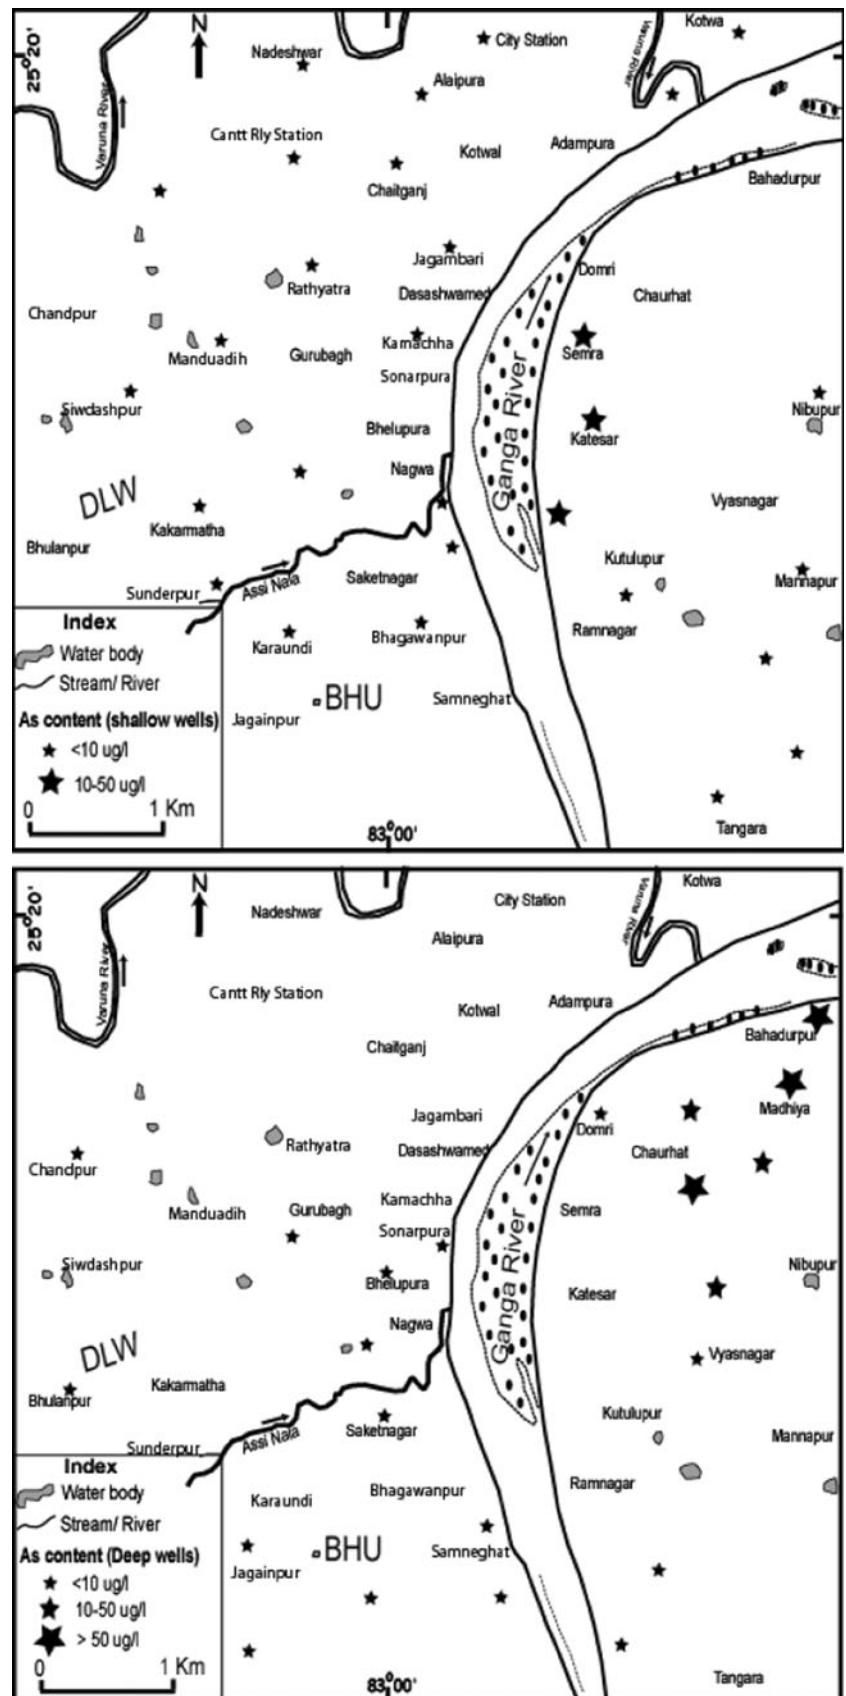 N
Kotwa
25°20'
Nadeshwar
City Station
Varuna River
Alaipura
Varuna River
Cantt Rly Station
Kotwal
Adampura
Chaitganj
Bahadurpur
Jagambari
Domri
Rathyatra
Dasashwamed
Chaurhat
Chandpur
Kamachha
Manduadih
Gurubagh
Semra
Sonarpura
Siwdashpur
Nibupur
Bhelupura
Katesar
Ganga River
Nagwa
DLW
Vyasnagar
Kakarmatha
Bhulanpur
Kutulupur
Saketnagar
Mannapur
Assi Nala
Sunderpur
Index
Ramnagar
Bhagawanpur
Karaundi
Water body
Stream/ River
BHU
Samneghat
As content (shallow wells)
Jagainpur
<10 ug/l
10-50 ug/l
0 1 Km
83°00'
Tangara
N
Kotwa
25°20'
Nadeshwar
City Station
Varuna River
Alaipura
Varuna River
Cantt Rly Station
Kotwal
Adampura
Bahadurpur
Chaitganj
Madhiya
Jagambari
Domri
Rathyatra
Dasashwamed
Chaurhat
Chandpur
Kamachha
Manduadih
Gurubagh
Semra
Sonarpura
Siwdashpur
Nibupur
Bhelupura
Katesar
Ganga River
Nagwa
DLW
Vyasnagar
Kakarmatha
Bhulanpur
Kutulupur
Saketnagar
Mannapur
Assi Nala
Sunderpur
Index
Ramnagar
Bhagawanpur
Water body
Karaundi
Stream/ River
BHU
Samneghat
As content (Deep wells)
Jagainpur
<10 ug/l
10-50 ug/l
> 50 ug/l
0 1 Km
83°00'
Tangara